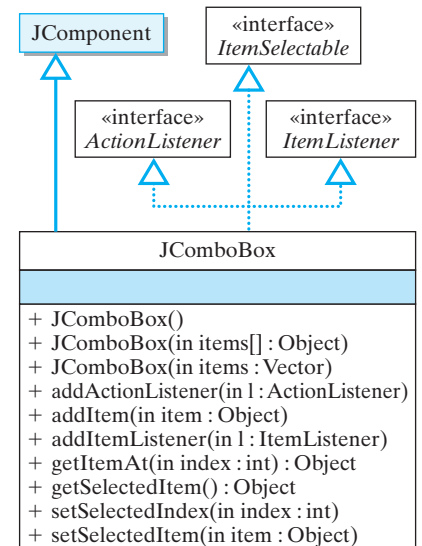 JComponent
«interface»
ItemSelectable
«interface»
ActionListener
«interface»
ItemListener
JComboBox
+ JComboBox()
+ JComboBox(in items[] : Object)
+ JComboBox(in items : Vector)
+ addActionListener(in l : ActionListener)
+ addItem(in item : Object)
+ addItemListener(in l : ItemListener)
+ getItemAt(in index : int) : Object
+ getSelectedItem() : Object
+ setSelectedIndex(in index : int)
+ setSelectedItem(in item : Object)